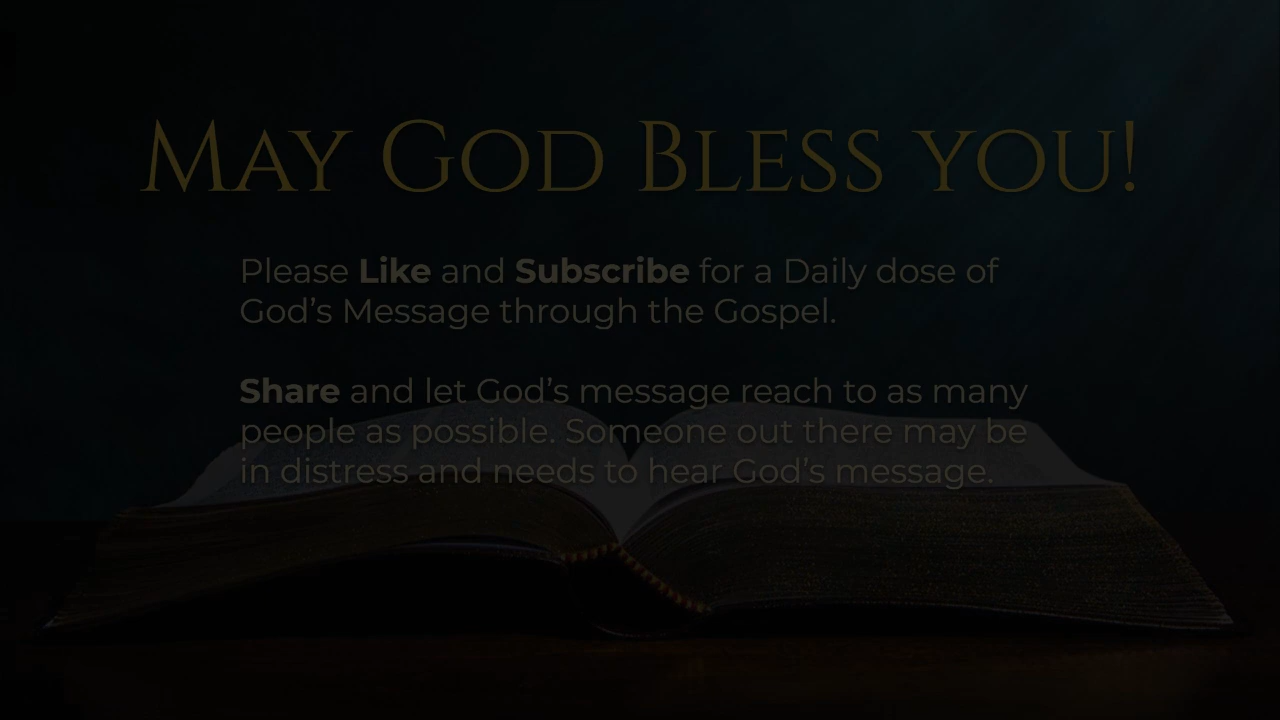 May God Bless you!
Please Like and Subscribe for a Daily dose of
God's Message through the Gospel.
Share and let God's message reach to as many
people as possible. Someone out there may be
in distress and needs to hear God's message.